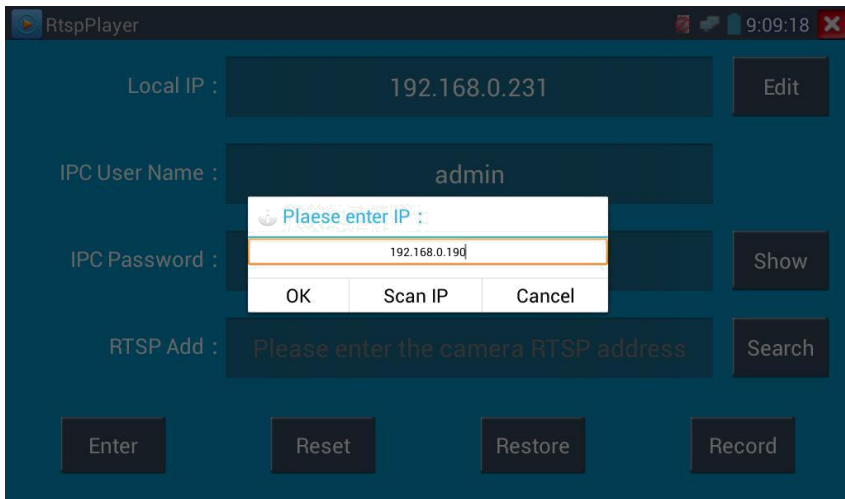 RtspPlayer 9:09:18
Local IP : 192.168.0.231 Edit
IPC User Name : admin
Plaese enter IP :
192.168.0.190
IPC Password : Show
OK Scan IP Cancel
RTSP Add : Please enter the camera RTSP address Search
Enter Reset Restore Record